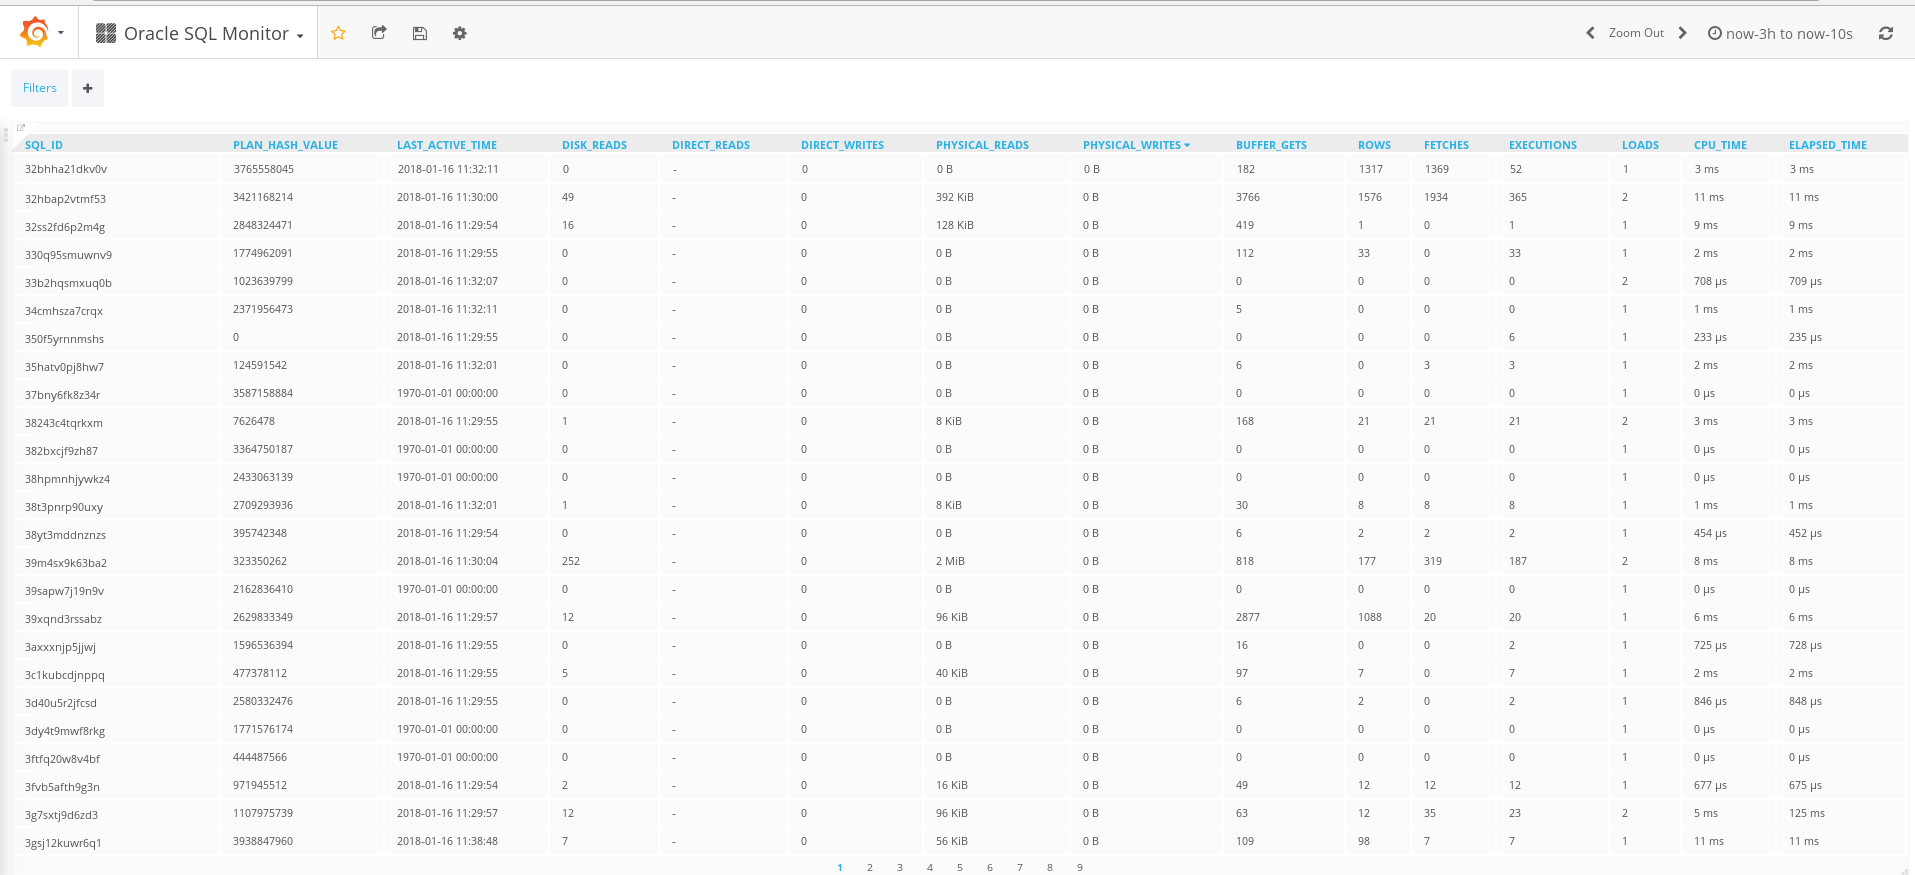 Oracle SQL Monitor
Zoom Out now-3h to now-10s
Filters +
SQL_ID PLAN_HASH_VALUE LAST_ACTIVE_TIME DISK_READS DIRECT_READS DIRECT_WRITES PHYSICAL_READS PHYSICAL_WRITES BUFFER_GETS ROWS FETCHES EXECUTIONS LOADS CPU_TIME ELAPSED_TIME
32bhha21dkv0v 3765558045 2018-01-16 11:32:11 0 - 0 0 B 0 B 182 1317 1369 52 1 3 ms 3 ms
32hbap2vtmf53 3421168214 2018-01-16 11:30:00 49 - 0 392 KiB 0 B 3766 1576 1934 365 2 11 ms 11 ms
32ss2fd6p2m4g 2848324471 2018-01-16 11:29:54 16 - 0 128 KiB 0 B 419 1 0 1 1 9 ms 9 ms
330q95smuwnv9 1774962091 2018-01-16 11:29:55 0 - 0 0 B 0 B 112 33 0 33 1 2 ms 2 ms
33b2hqsmxuq0b 1023639799 2018-01-16 11:32:07 0 - 0 0 B 0 B 0 0 0 0 2 708 µs 709 µs
34cmhsza7crqx 2371956473 2018-01-16 11:32:11 0 - 0 0 B 0 B 5 0 0 0 1 1 ms 1 ms
350f5yrnnmshs 0 2018-01-16 11:29:55 0 - 0 0 B 0 B 0 0 0 6 1 233 µs 235 µs
35hatv0pj8hw7 124591542 2018-01-16 11:32:01 0 - 0 0 B 0 B 6 0 3 3 1 2 ms 2 ms
37bny6fk8z34r 3587158884 1970-01-01 00:00:00 0 - 0 0 B 0 B 0 0 0 0 1 0 µs 0 µs
38243c4tqrkxm 7626478 2018-01-16 11:29:55 1 - 0 8 KiB 0 B 168 21 21 21 2 3 ms 3 ms
382bxcjf9zh87 3364750187 1970-01-01 00:00:00 0 - 0 0 B 0 B 0 0 0 0 1 0 µs 0 µs
38hpmnhjywkz4 2433063139 1970-01-01 00:00:00 0 - 0 0 B 0 B 0 0 0 0 1 0 µs 0 µs
38t3pnrp90uxy 2709293936 2018-01-16 11:32:01 1 - 0 8 KiB 0 B 30 8 8 8 1 1 ms 1 ms
38yt3mddnznzs 395742348 2018-01-16 11:29:54 0 - 0 0 B 0 B 6 2 2 2 1 454 µs 452 µs
39m4sx9k63ba2 323350262 2018-01-16 11:30:04 252 - 0 2 MiB 0 B 818 177 319 187 2 8 ms 8 ms
39sapw7j19n9v 2162836410 1970-01-01 00:00:00 0 - 0 0 B 0 B 0 0 0 0 1 0 µs 0 µs
39xqnd3rssabz 2629833349 2018-01-16 11:29:57 12 - 0 96 KiB 0 B 2877 1088 20 20 1 6 ms 6 ms
3axxxnjp5jjwj 1596536394 2018-01-16 11:29:55 0 - 0 0 B 0 B 16 0 0 2 1 725 µs 728 µs
3c1kubcdjnppq 477378112 2018-01-16 11:29:55 5 - 0 40 KiB 0 B 97 7 0 7 1 2 ms 2 ms
3d40u5r2jfcsd 2580332476 2018-01-16 11:29:55 0 - 0 0 B 0 B 6 2 0 2 1 846 µs 848 µs
3dy4t9mwf8rkg 1771576174 1970-01-01 00:00:00 0 - 0 0 B 0 B 0 0 0 0 1 0 µs 0 µs
3ftfq20w8v4bf 444487566 1970-01-01 00:00:00 0 - 0 0 B 0 B 0 0 0 0 1 0 µs 0 µs
3fvb5afth9g3n 971945512 2018-01-16 11:29:54 2 - 0 16 KiB 0 B 49 12 12 12 1 677 µs 675 µs
3g7sxtj9d6zd3 1107975739 2018-01-16 11:29:57 12 - 0 96 KiB 0 B 63 12 35 23 2 5 ms 125 ms
3gsj12kuwr6q1 3938847960 2018-01-16 11:38:48 7 - 0 56 KiB 0 B 109 98 7 7 1 11 ms 11 ms
1 2 3 4 5 6 7 8 9